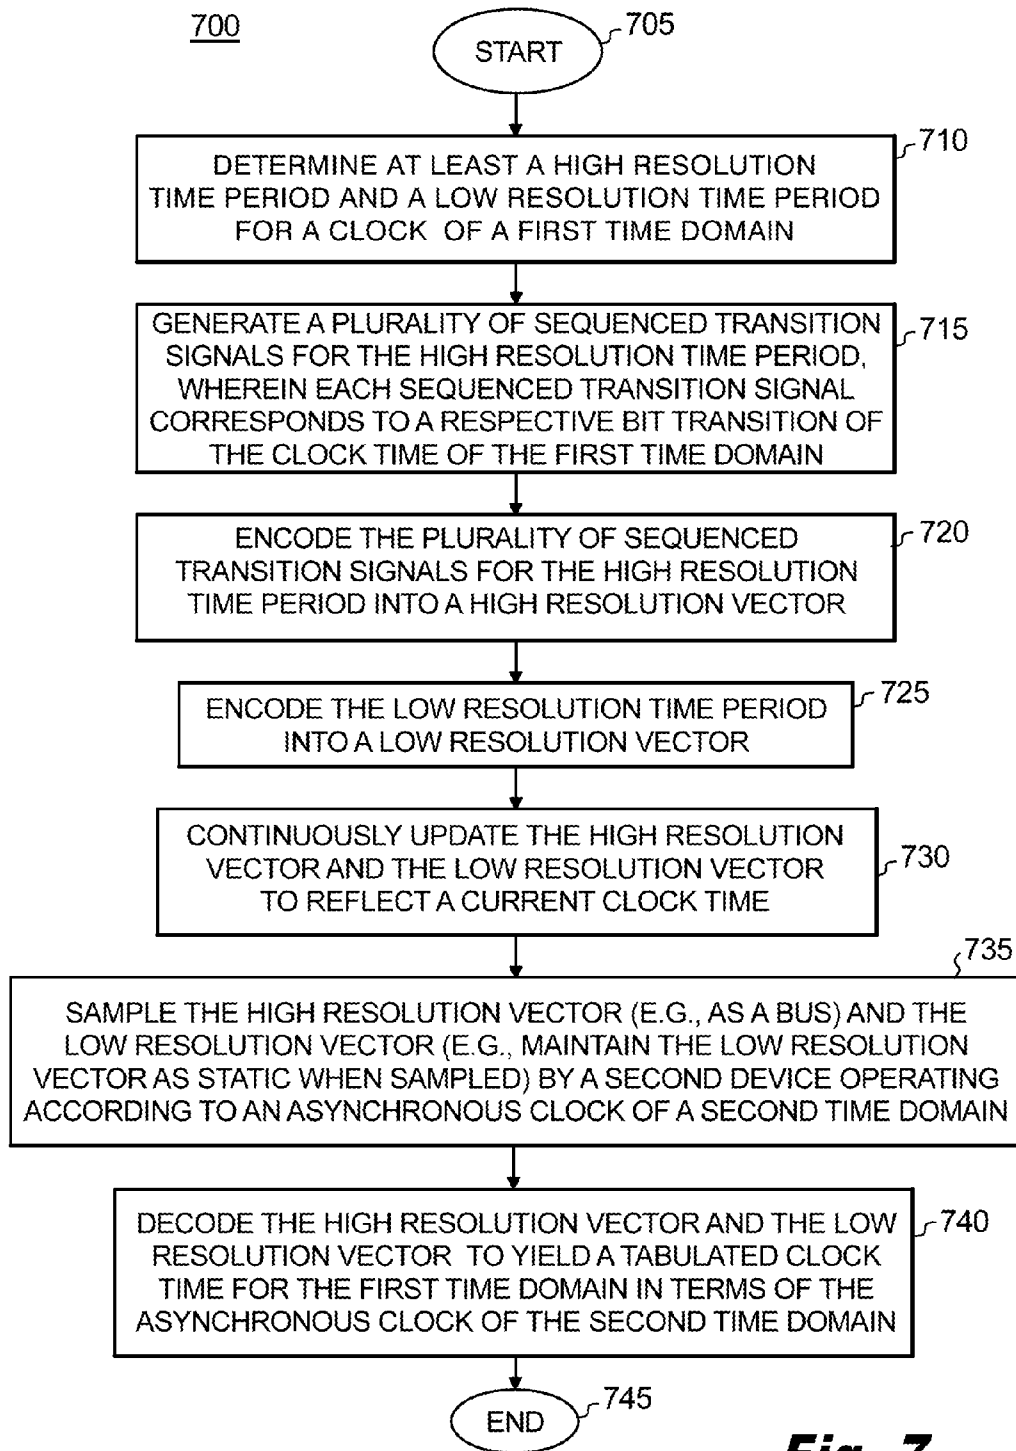 700
705
START
710
DETERMINE AT LEAST A HIGH RESOLUTION
TIME PERIOD AND A LOW RESOLUTION TIME PERIOD
FOR A CLOCK OF A FIRST TIME DOMAIN
715
GENERATE A PLURALITY OF SEQUENCED TRANSITION
SIGNALS FOR THE HIGH RESOLUTION TIME PERIOD,
WHEREIN EACH SEQUENCED TRANSITION SIGNAL
CORRESPONDS TO A RESPECTIVE BIT TRANSITION OF
THE CLOCK TIME OF THE FIRST TIME DOMAIN
720
ENCODE THE PLURALITY OF SEQUENCED
TRANSITION SIGNALS FOR THE HIGH RESOLUTION
TIME PERIOD INTO A HIGH RESOLUTION VECTOR
725
ENCODE THE LOW RESOLUTION TIME PERIOD
INTO A LOW RESOLUTION VECTOR
730
CONTINUOUSLY UPDATE THE HIGH RESOLUTION
VECTOR AND THE LOW RESOLUTION VECTOR
TO REFLECT A CURRENT CLOCK TIME
735
SAMPLE THE HIGH RESOLUTION VECTOR (E.G., AS A BUS) AND THE
LOW RESOLUTION VECTOR (E.G., MAINTAIN THE LOW RESOLUTION
VECTOR AS STATIC WHEN SAMPLED) BY A SECOND DEVICE OPERATING
ACCORDING TO AN ASYNCHRONOUS CLOCK OF A SECOND TIME DOMAIN
740
DECODE THE HIGH RESOLUTION VECTOR AND THE LOW
RESOLUTION VECTOR TO YIELD A TABULATED CLOCK
TIME FOR THE FIRST TIME DOMAIN IN TERMS OF THE
ASYNCHRONOUS CLOCK OF THE SECOND TIME DOMAIN
745
END
Fig. 7